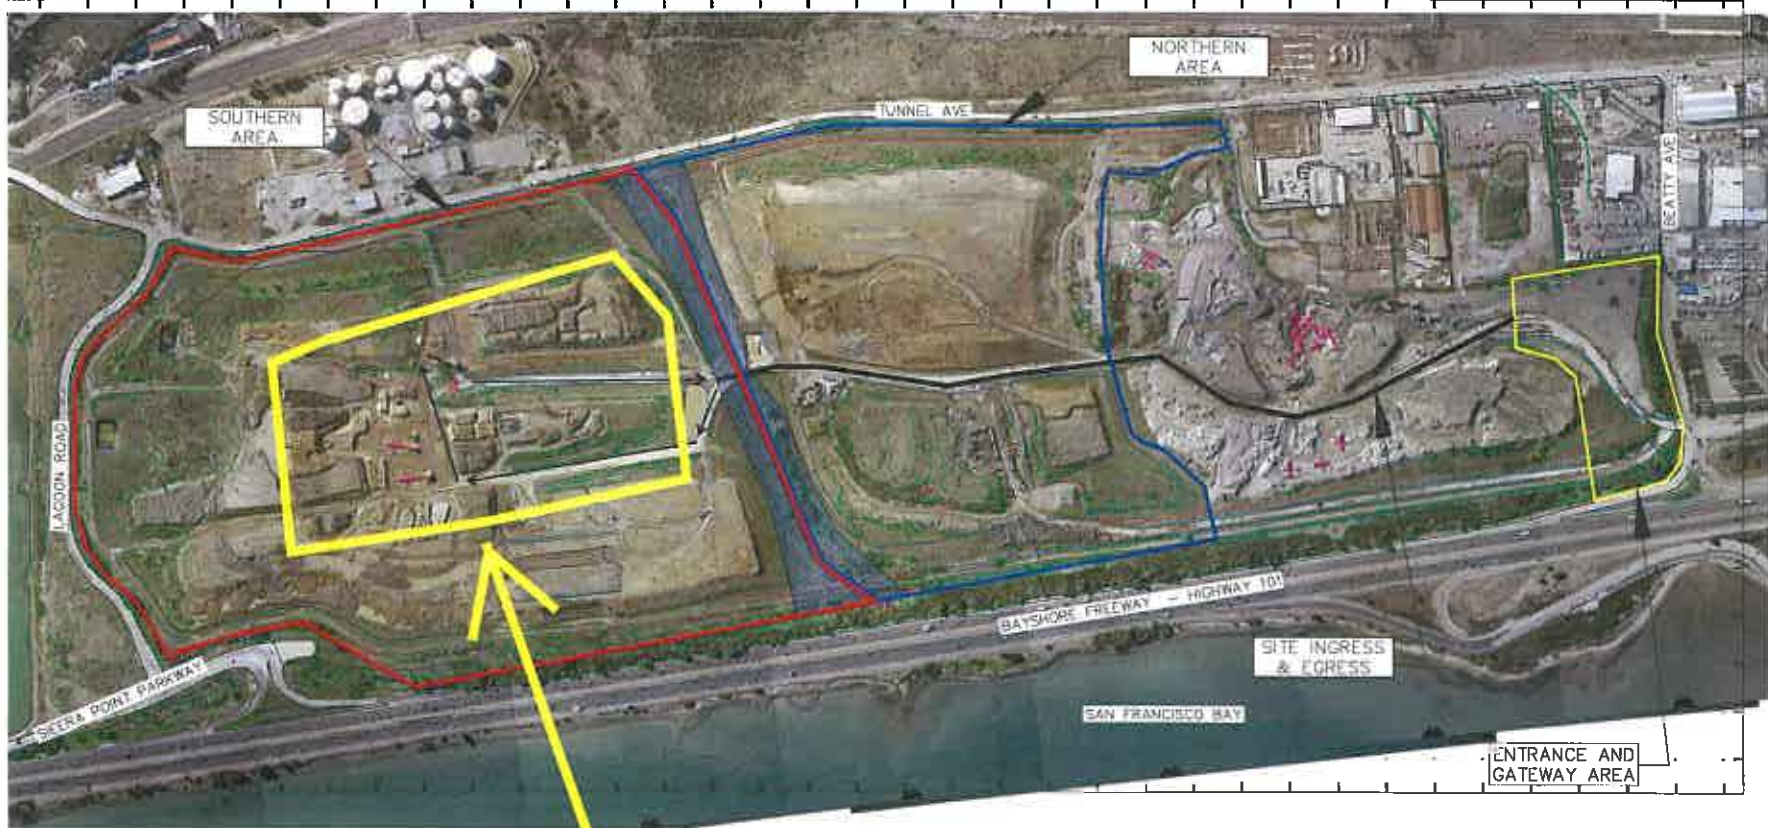 NORTHERN
AREA
SOUTHERN
AREA
TUNNEL AVE
BEATTY AVE
LAGOON ROAD
SIEERA POINT PARKWAY
BAYSHORE FREEWAY - HIGHWAY 101
SITE INGRESS
& EGRESS
SAN FRANCISCO BAY
ENTRANCE AND
GATEWAY AREA